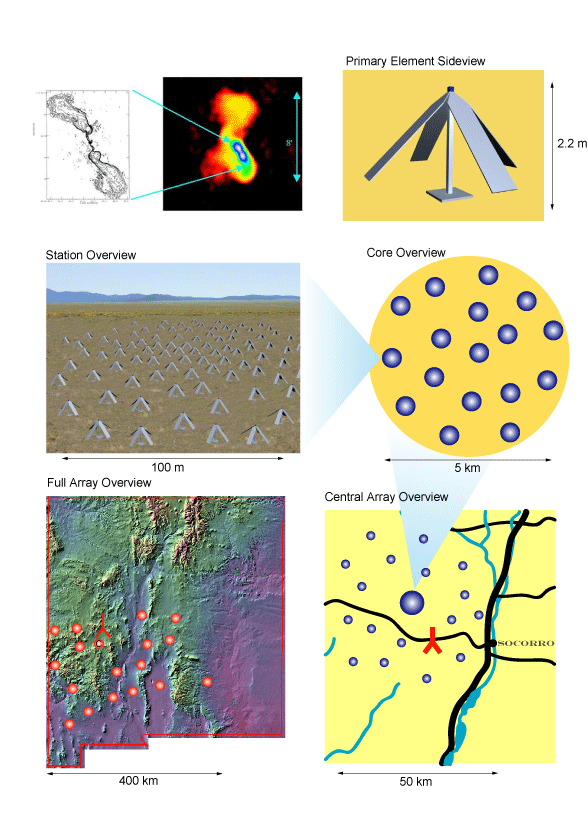 Primary Element Sideview
8'
2.2 m
Station Overview
Core Overview
100 m
5 km
Full Array Overview
Central Array Overview
SOCORRO
400 km
50 km